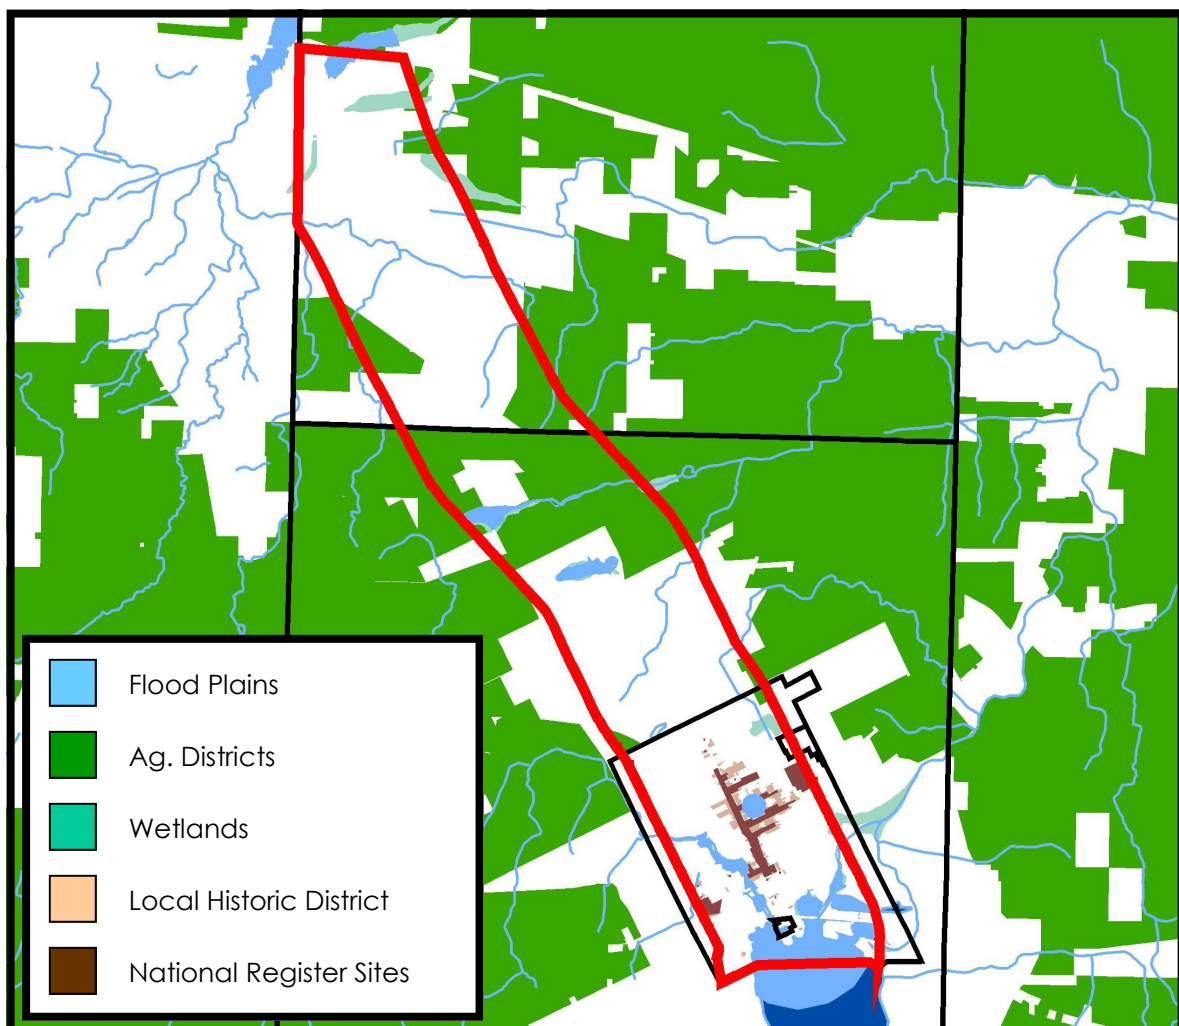 Flood Plains
Ag. Districts
Wetlands
Local Historic District
National Register Sites